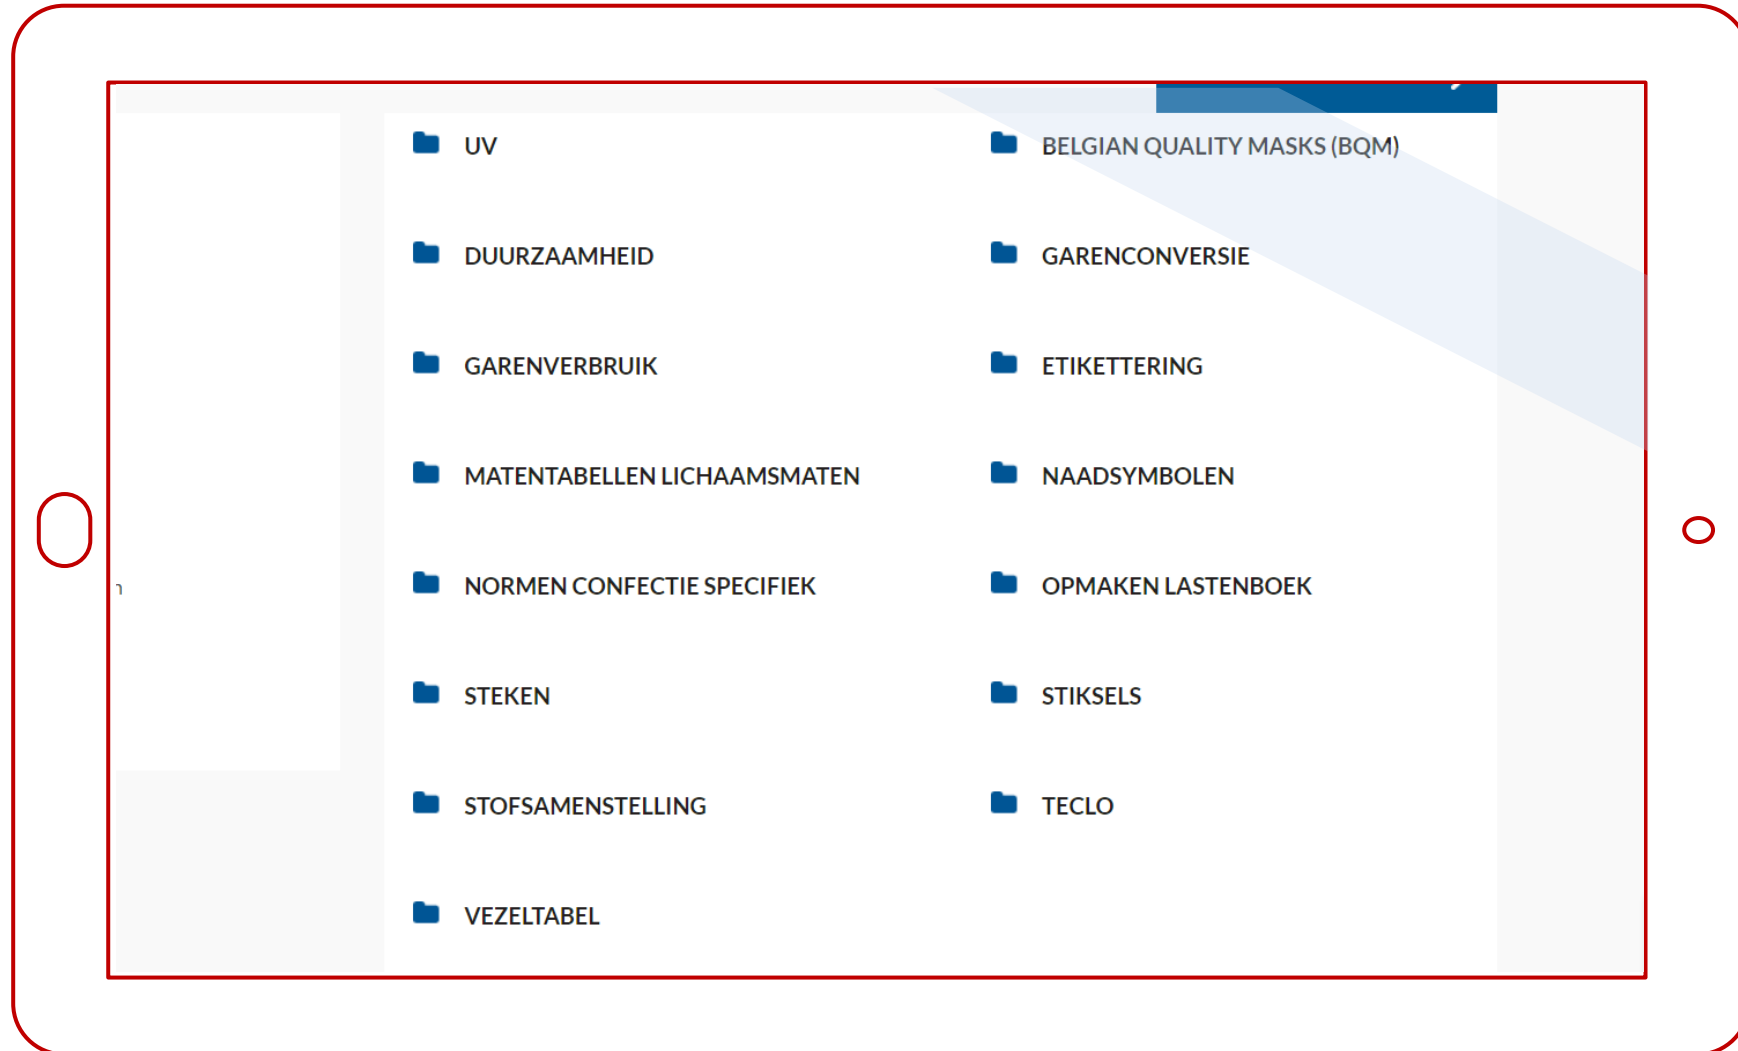 UV
BELGIAN QUALITY MASKS (BQM)
DUURZAAMHEID
GARENCONVERSIE
GARENVERBRUIK
ETIKETTERING
MATENTABELLEN LICHAAMSMATEN
NAADSYMBOLEN
NORMEN CONFECTIE SPECIFIEK
OPMAKEN LASTENBOEK
STEKEN
STIKSELS
STOFSAMENSTELLING
TECLO
VEZELTABEL